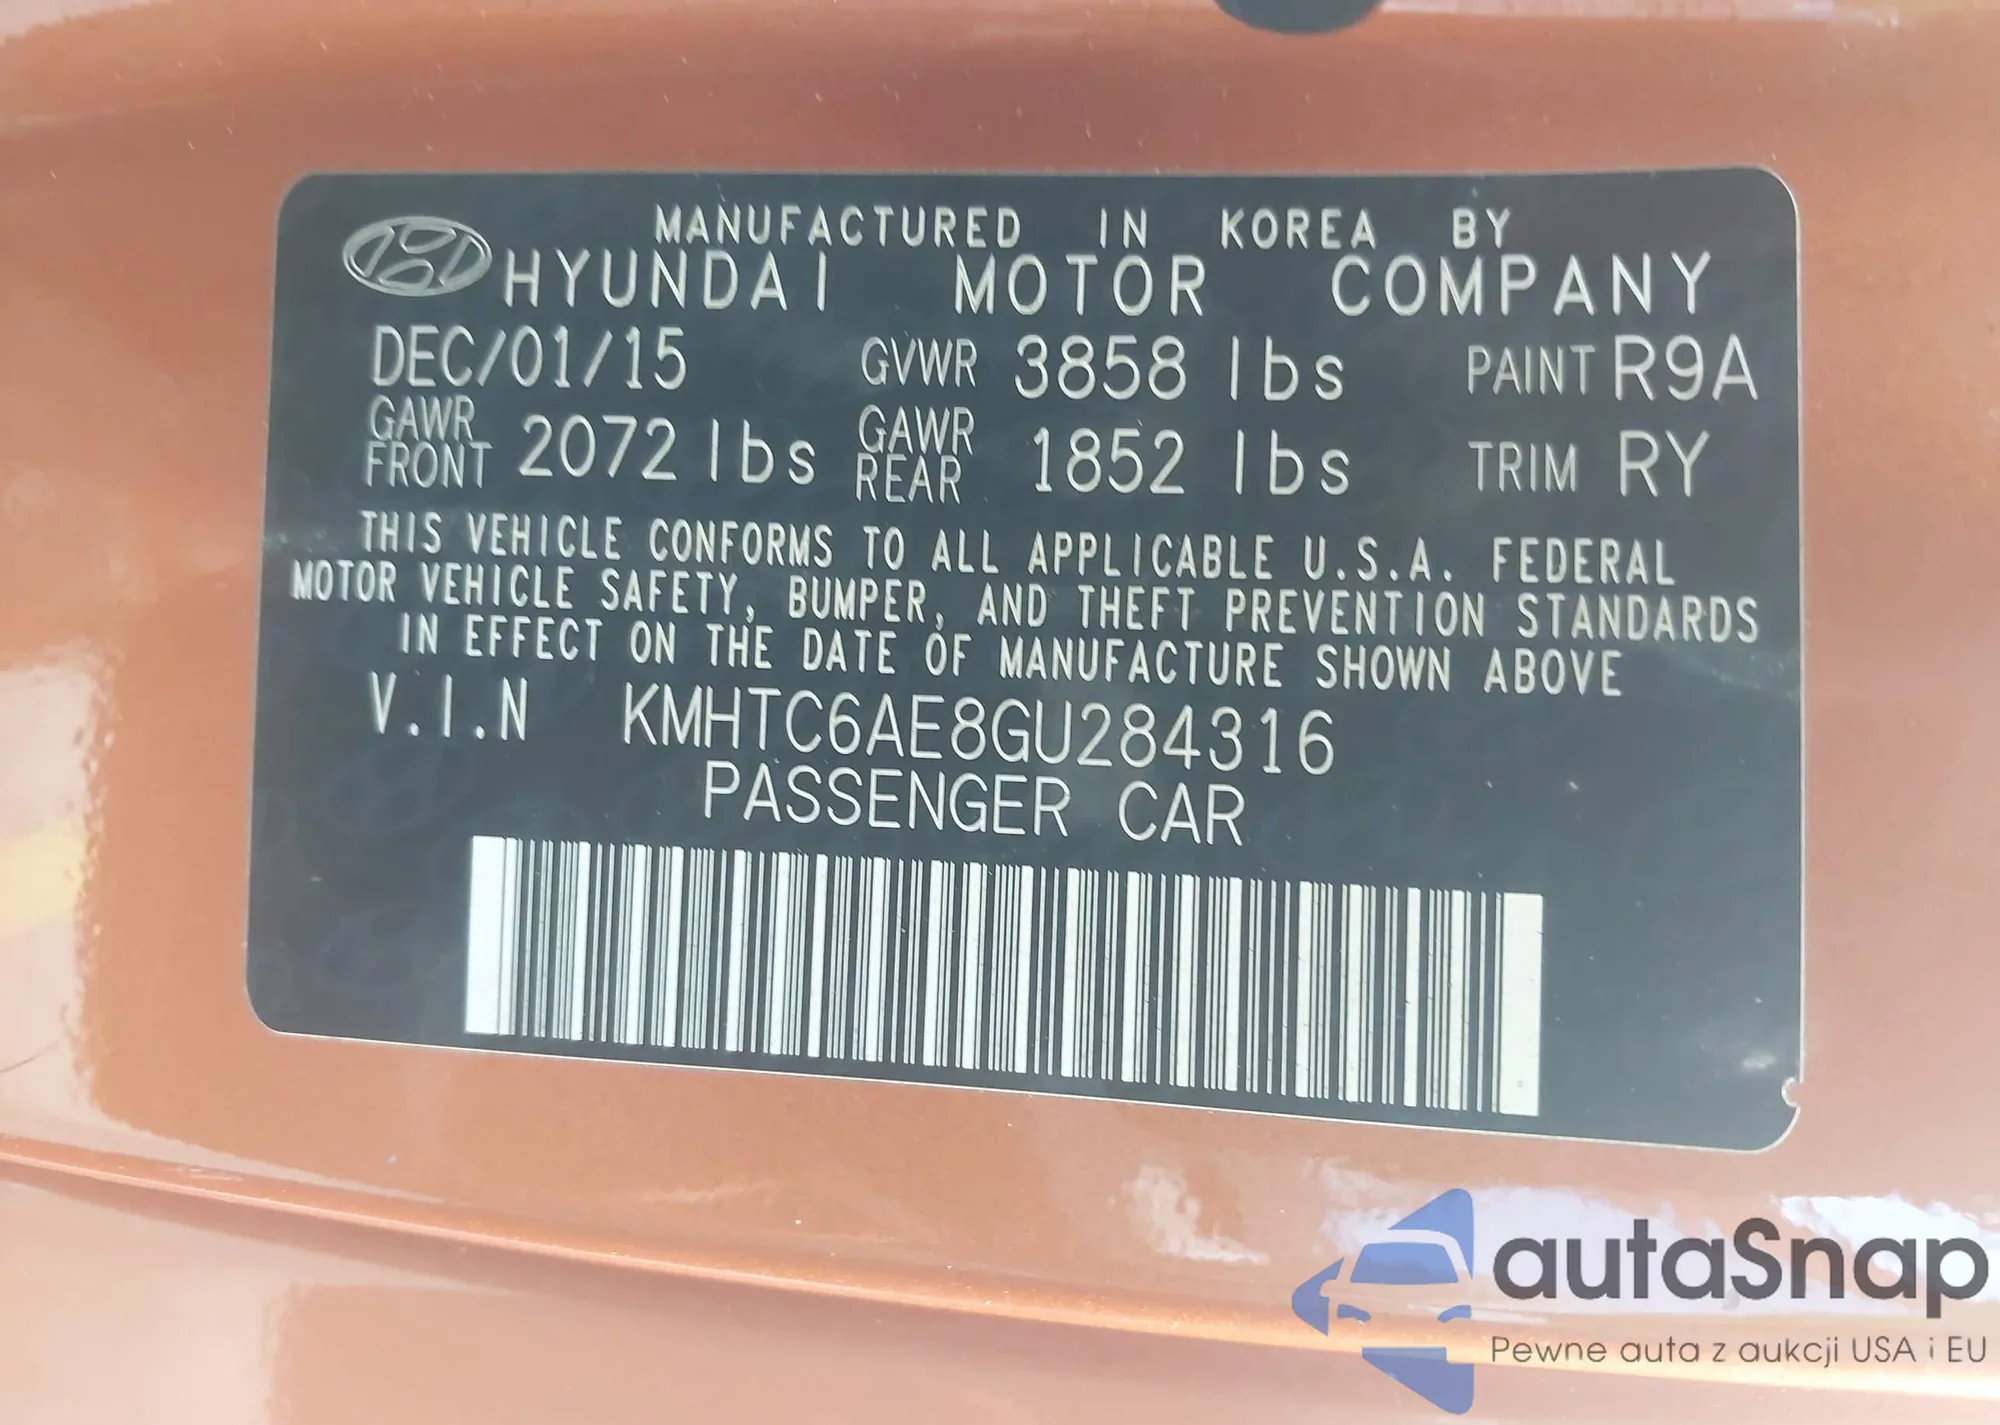 MANUFACTURED IN KOREA BY
HYUNDAI MOTOR COMPANY
DEC/01/15 GVWR 3858 lbs PAINT R9A
GAWR FRONT 2072 lbs GAWR REAR 1852 lbs TRIM RY
THIS VEHICLE CONFORMS TO ALL APPLICABLE U.S.A. FEDERAL
MOTOR VEHICLE SAFETY, BUMPER, AND THEFT PREVENTION STANDARDS
IN EFFECT ON THE DATE OF MANUFACTURE SHOWN ABOVE
V.I.N KMHTC6AE8GU284316
PASSENGER CAR
autaSnap
Pewne auta z aukcji USA i EU